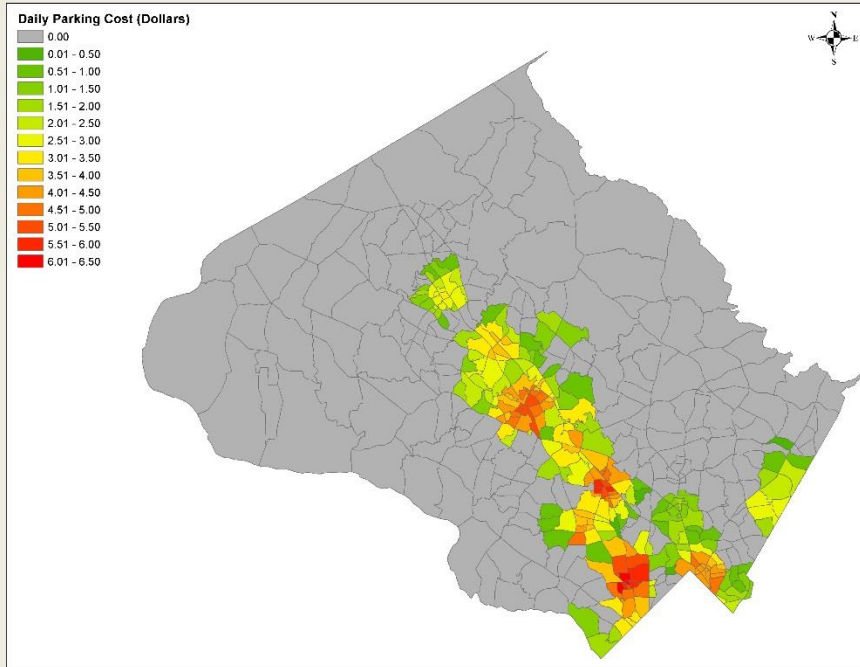 Daily Parking Cost (Dollars)
0.00
0.01 - 0.50
0.51 - 1.00
1.01 - 1.50
1.51 - 2.00
2.01 - 2.50
2.51 - 3.00
3.01 - 3.50
3.51 - 4.00
4.01 - 4.50
4.51 - 5.00
5.01 - 5.50
5.51 - 6.00
6.01 - 6.50
N
W E
S